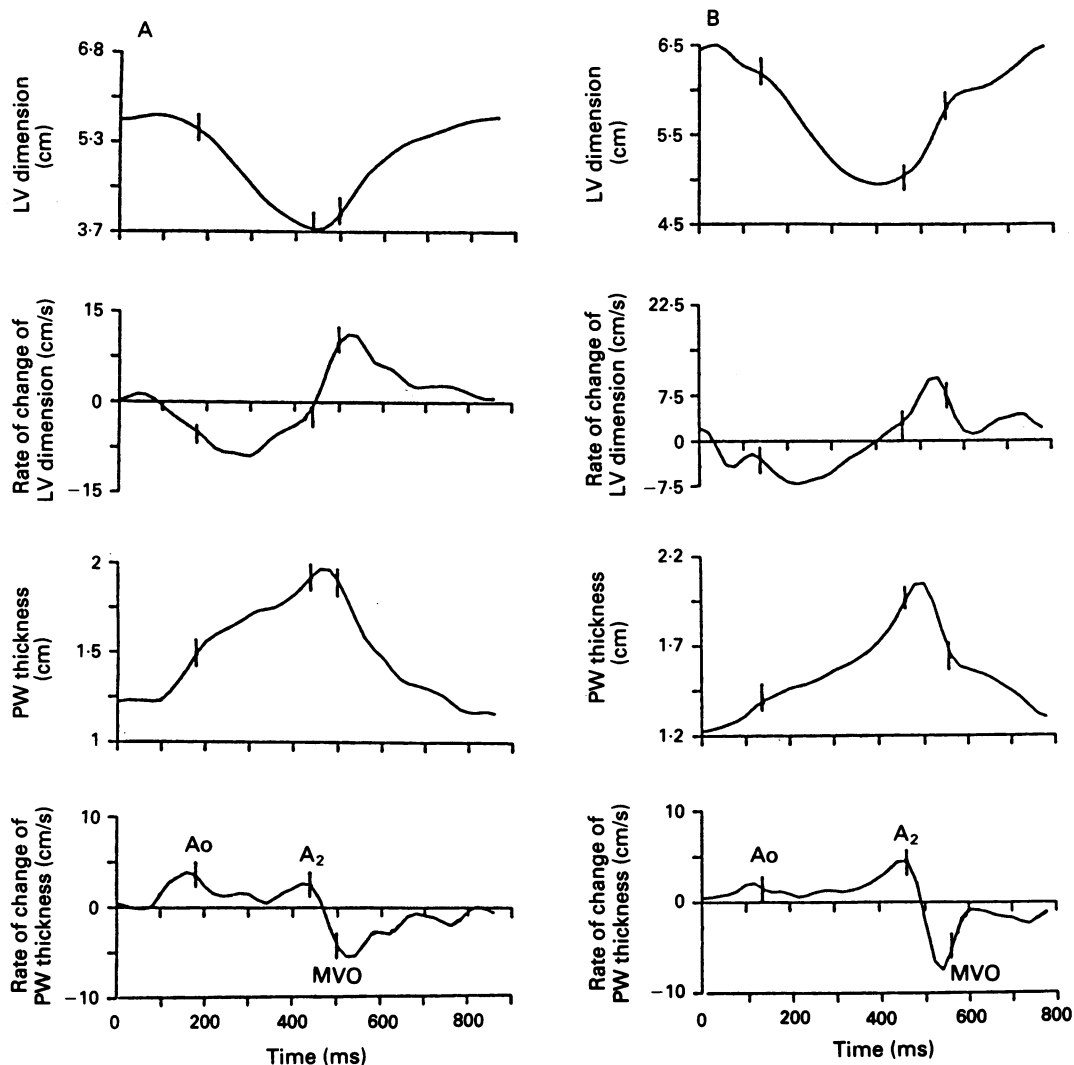 A
6·8
5·3
3·7
LV dimension
(cm)
15
0
−15
Rate of change of
LV dimension (cm/s)
2
1·5
1
PW thickness
(cm)
10
0
−10
Rate of change of
PW thickness (cm/s)
Ao
A2
MVO
0 200 400 600 800
Time (ms)
B
6·5
5·5
4·5
LV dimension
(cm)
22·5
7·5
0
−7·5
Rate of change of
LV dimension (cm/s)
2·2
1·7
1·2
PW thickness
(cm)
10
0
−10
Rate of change of
PW thickness (cm/s)
Ao
A2
MVO
0 200 400 600 800
Time (ms)